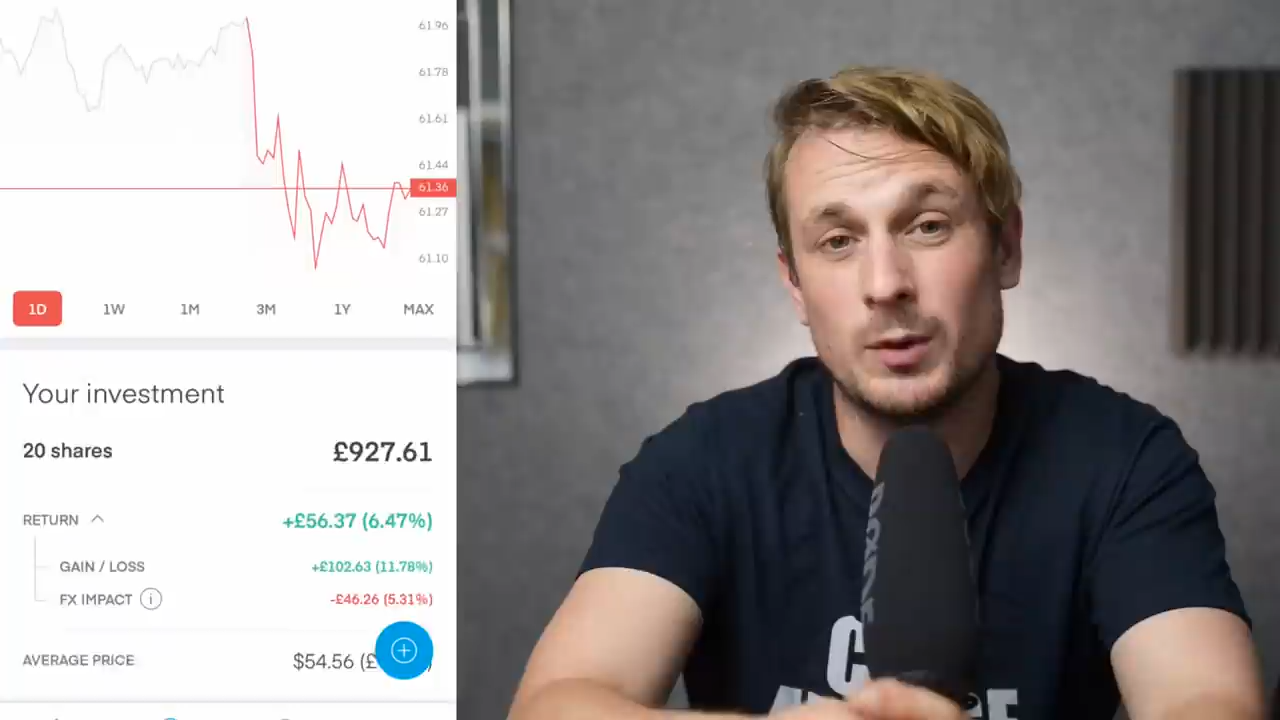 61.96
61.78
61.61
61.44
61.36
61.27
61.10
1D 1W 1M 3M 1Y MAX
Your investment
20 shares £927.61
RETURN +£56.37 (6.47%)
GAIN / LOSS +£102.63 (11.78%)
FX IMPACT -£46.26 (5.31%)
AVERAGE PRICE $54.56 (£